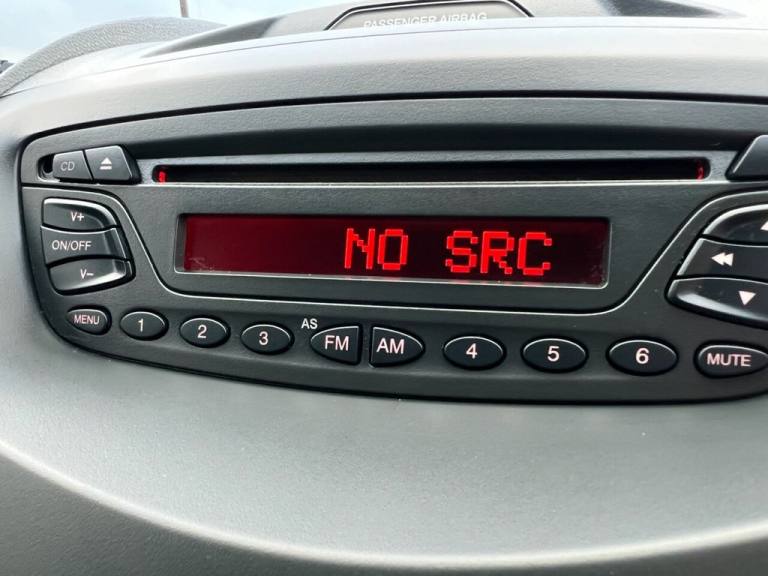 PASSENGER AIRBAG
CD
V+
ON/OFF
V–
NO SRC
MENU
1
2
3
AS
FM
AM
4
5
6
MUTE